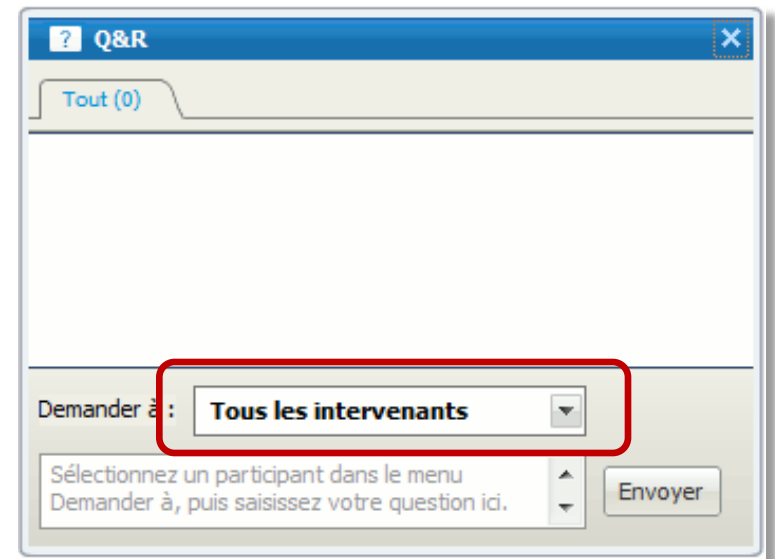 ? Q&R
Tout (0)
Demander à : Tous les intervenants
Sélectionnez un participant dans le menu
Demander à, puis saisissez votre question ici.
Envoyer